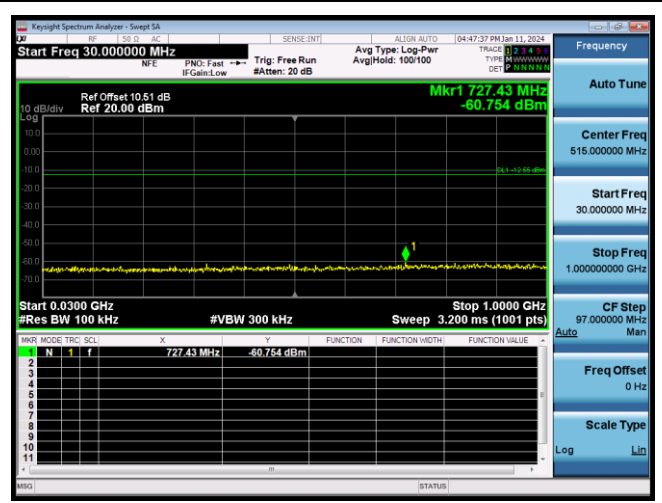 Keysight Spectrum Analyzer - Swept SA
RF 50 Ω AC SENSE:INT ALIGN AUTO 04:47:37 PM Jan 11, 2024
Start Freq 30.000000 MHz
NFE PNO: Fast Trig: Free Run Avg Type: Log-Pwr TRACE 1 2 3 4 5 6
IFGain:Low #Atten: 20 dB Avg|Hold: 100/100 TYPE M WWWWW
DET P N N N N N
Frequency
Auto Tune
Center Freq
515.000000 MHz
Start Freq
30.000000 MHz
Stop Freq
1.000000000 GHz
CF Step
97.000000 MHz
Auto Man
Freq Offset
0 Hz
Scale Type
Log Lin
Mkr1 727.43 MHz
-60.754 dBm
Ref Offset 10.51 dB
10 dB/div Ref 20.00 dBm
Log
10.0
0.00
-10.0
DL1 -12.55 dBm
-20.0
-30.0
-40.0
-50.0
1
-60.0
-70.0
Start 0.0300 GHz Stop 1.0000 GHz
#Res BW 100 kHz #VBW 300 kHz Sweep 3.200 ms (1001 pts)
MKR MODE TRC SCL X Y FUNCTION FUNCTION WIDTH FUNCTION VALUE
1 N 1 f 727.43 MHz -60.754 dBm
2
3
4
5
6
7
8
9
10
11
MSG STATUS